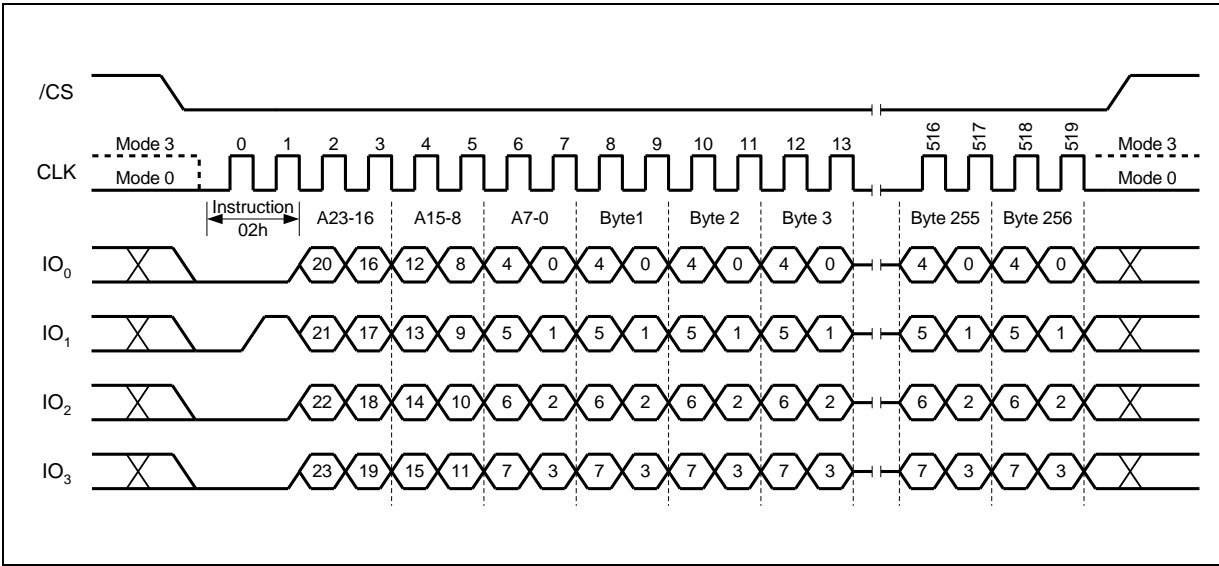 /CS
Mode 3 0 1 2 3 4 5 6 7 8 9 10 11 12 13 516 517 518 519 Mode 3
CLK
Mode 0 Mode 0
Instruction
02h A23-16 A15-8 A7-0 Byte1 Byte 2 Byte 3 Byte 255 Byte 256
IO0 20 16 12 8 4 0 4 0 4 0 4 0 4 0 4 0
IO1 21 17 13 9 5 1 5 1 5 1 5 1 5 1 5 1
IO2 22 18 14 10 6 2 6 2 6 2 6 2 6 2 6 2
IO3 23 19 15 11 7 3 7 3 7 3 7 3 7 3 7 3